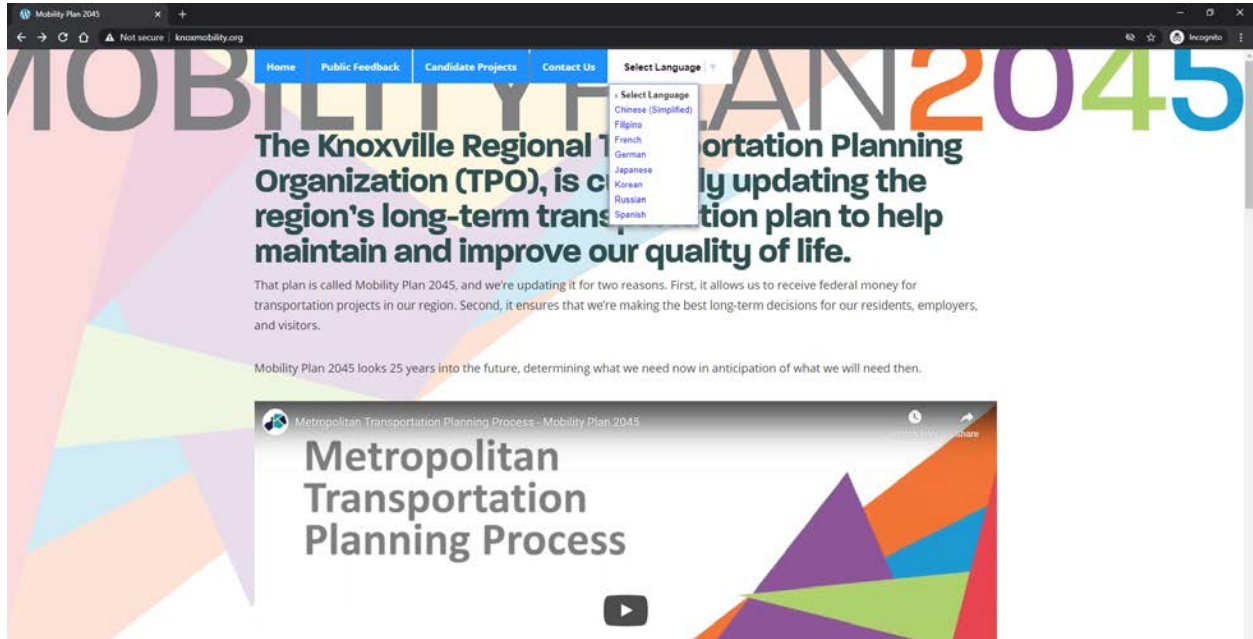 Mobility Plan 2045
Not secure knoxmobility.org Incognito
MOBILITYPLAN2045
Home Public Feedback Candidate Projects Contact Us Select Language
› Select Language
Chinese (Simplified)
Filipino
French
German
Japanese
Korean
Russian
Spanish
The Knoxville Regional T ortation Planning
Organization (TPO), is c ly updating the
region's long-term trans tion plan to help
maintain and improve our quality of life.
That plan is called Mobility Plan 2045, and we're updating it for two reasons. First, it allows us to receive federal money for
transportation projects in our region. Second, it ensures that we're making the best long-term decisions for our residents, employers,
and visitors.
Mobility Plan 2045 looks 25 years into the future, determining what we need now in anticipation of what we will need then.
Metropolitan Transportation Planning Process - Mobility Plan 2045
Share
Metropolitan
Transportation
Planning Process